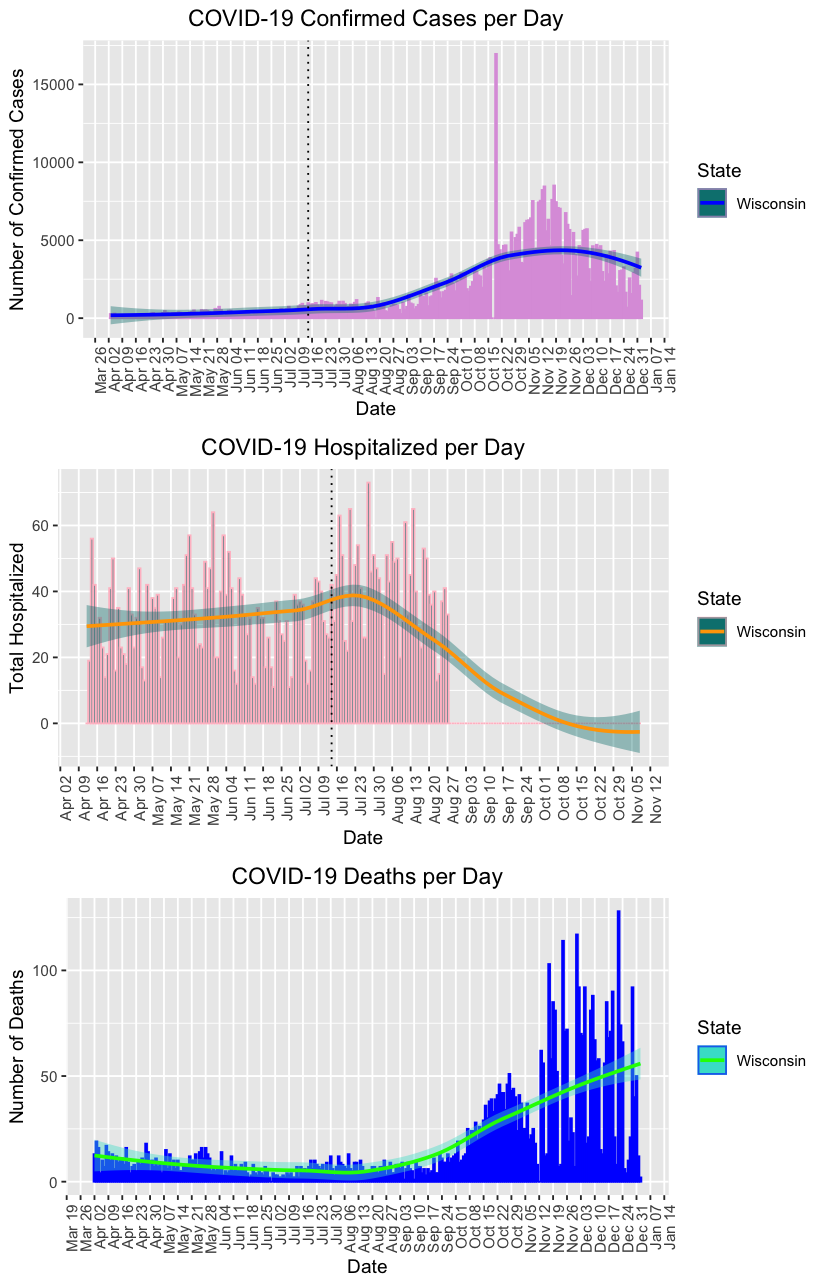 COVID-19 Confirmed Cases per Day
Number of Confirmed Cases
15000
10000
5000
0
Mar 26
Apr 02
Apr 09
Apr 16
Apr 23
Apr 30
May 07
May 14
May 21
May 28
Jun 04
Jun 11
Jun 18
Jun 25
Jul 02
Jul 09
Jul 16
Jul 23
Jul 30
Aug 06
Aug 13
Aug 20
Aug 27
Sep 03
Sep 10
Sep 17
Sep 24
Oct 01
Oct 08
Oct 15
Oct 22
Oct 29
Nov 05
Nov 12
Nov 19
Nov 26
Dec 03
Dec 10
Dec 17
Dec 24
Dec 31
Jan 07
Jan 14
Date
State
Wisconsin
COVID-19 Hospitalized per Day
Total Hospitalized
60
40
20
0
Apr 02
Apr 09
Apr 16
Apr 23
Apr 30
May 07
May 14
May 21
May 28
Jun 04
Jun 11
Jun 18
Jun 25
Jul 02
Jul 09
Jul 16
Jul 23
Jul 30
Aug 06
Aug 13
Aug 20
Aug 27
Sep 03
Sep 10
Sep 17
Sep 24
Oct 01
Oct 08
Oct 15
Oct 22
Oct 29
Nov 05
Nov 12
Date
State
Wisconsin
COVID-19 Deaths per Day
Number of Deaths
100
50
0
Mar 19
Mar 26
Apr 02
Apr 09
Apr 16
Apr 23
Apr 30
May 07
May 14
May 21
May 28
Jun 04
Jun 11
Jun 18
Jun 25
Jul 02
Jul 09
Jul 16
Jul 23
Jul 30
Aug 06
Aug 13
Aug 20
Aug 27
Sep 03
Sep 10
Sep 17
Sep 24
Oct 01
Oct 08
Oct 15
Oct 22
Oct 29
Nov 05
Nov 12
Nov 19
Nov 26
Dec 03
Dec 10
Dec 17
Dec 24
Dec 31
Jan 07
Jan 14
Date
State
Wisconsin